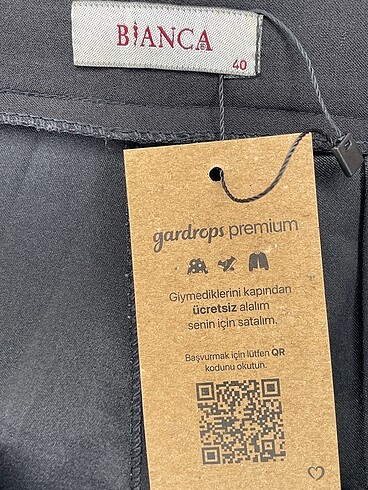 BIANCA
40
gardrops premium
Giymediklerini kapından
ücretsiz alalım
senin için satalım.
Başvurmak için lütfen QR
kodunu okutun.